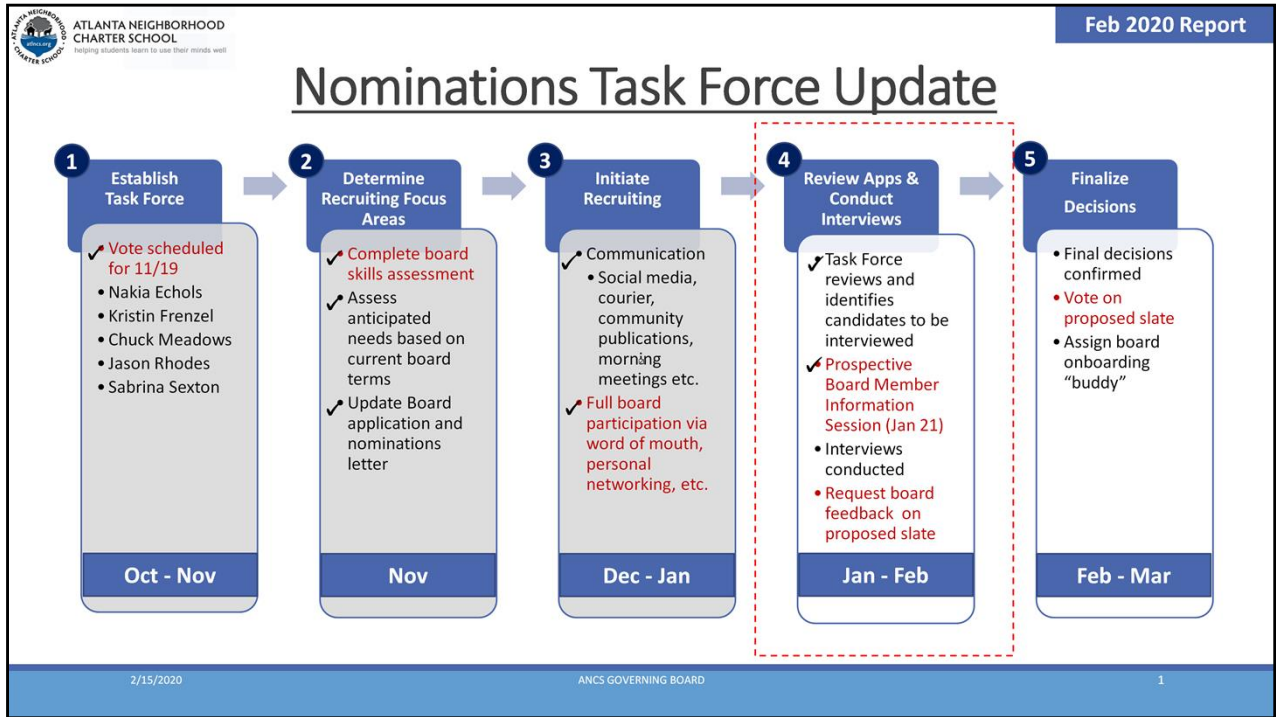 ATLANTA NEIGHBORHOOD
CHARTER SCHOOL
helping students learn to use their minds well
ATLANTA NEIGHBORHOOD CHARTER SCHOOL
atlncs.org
Feb 2020 Report
Nominations Task Force Update
1
Establish
Task Force
✓• Vote scheduled
for 11/19
• Nakia Echols
• Kristin Frenzel
• Chuck Meadows
• Jason Rhodes
• Sabrina Sexton
Oct - Nov
2
Determine
Recruiting Focus
Areas
✓• Complete board
skills assessment
✓• Assess
anticipated
needs based on
current board
terms
✓• Update Board
application and
nominations
letter
Nov
3
Initiate
Recruiting
✓• Communication
• Social media,
courier,
community
publications,
morning
meetings etc.
✓• Full board
participation via
word of mouth,
personal
networking, etc.
Dec - Jan
4
Review Apps &
Conduct
Interviews
✓• Task Force
reviews and
identifies
candidates to be
interviewed
✓• Prospective
Board Member
Information
Session (Jan 21)
• Interviews
conducted
• Request board
feedback on
proposed slate
Jan - Feb
5
Finalize
Decisions
• Final decisions
confirmed
• Vote on
proposed slate
• Assign board
onboarding
“buddy”
Feb - Mar
2/15/2020
ANCS GOVERNING BOARD
1